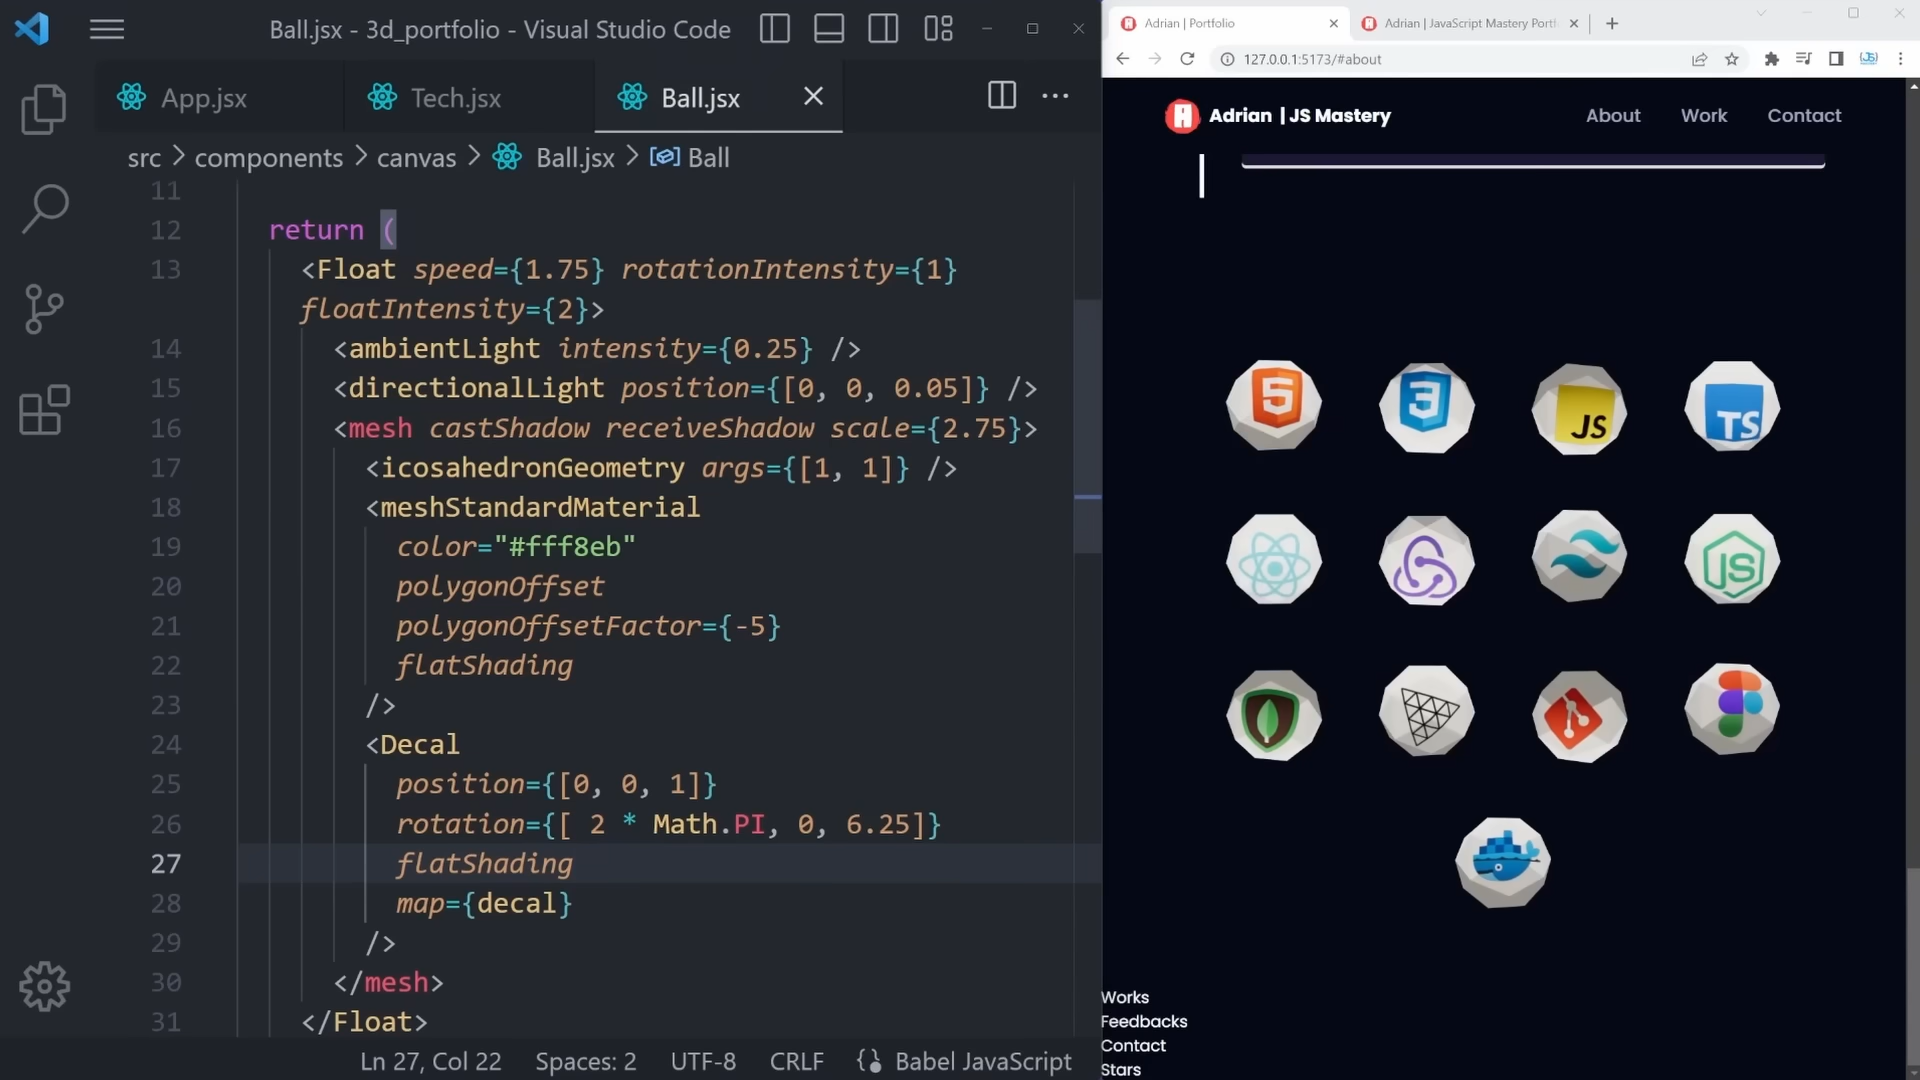 Ball.jsx - 3d_portfolio - Visual Studio Code
App.jsx
Tech.jsx
Ball.jsx
src > components > canvas > Ball.jsx > Ball
11
12 return (
13 <Float speed={1.75} rotationIntensity={1}
floatIntensity={2}>
14 <ambientLight intensity={0.25} />
15 <directionalLight position={[0, 0, 0.05]} />
16 <mesh castShadow receiveShadow scale={2.75}>
17 <icosahedronGeometry args={[1, 1]} />
18 <meshStandardMaterial
19 color="#fff8eb"
20 polygonOffset
21 polygonOffsetFactor={-5}
22 flatShading
23 />
24 <Decal
25 position={[0, 0, 1]}
26 rotation={[ 2 * Math.PI, 0, 6.25]}
27 flatShading
28 map={decal}
29 />
30 </mesh>
31 </Float>
Ln 27, Col 22 Spaces: 2 UTF-8 CRLF {} Babel JavaScript
Adrian | Portfolio
Adrian | JavaScript Mastery Portf
127.0.0.1:5173/#about
Adrian | JS Mastery
About Work Contact
5
3
JS
TS
JS
Works
Feedbacks
Contact
Stars